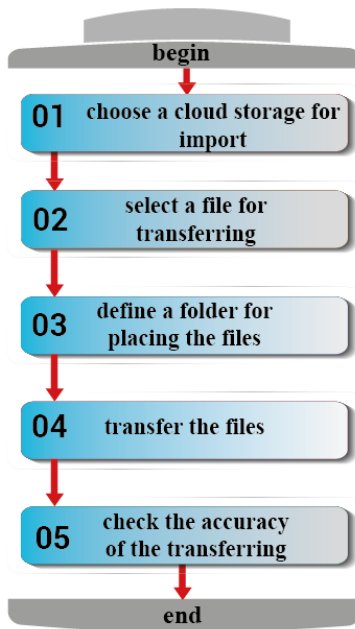 begin
01
choose a cloud storage for
import
02
select a file for
transferring
03
define a folder for
placing the files
04
transfer the files
05
check the accuracy
of the transferring
end